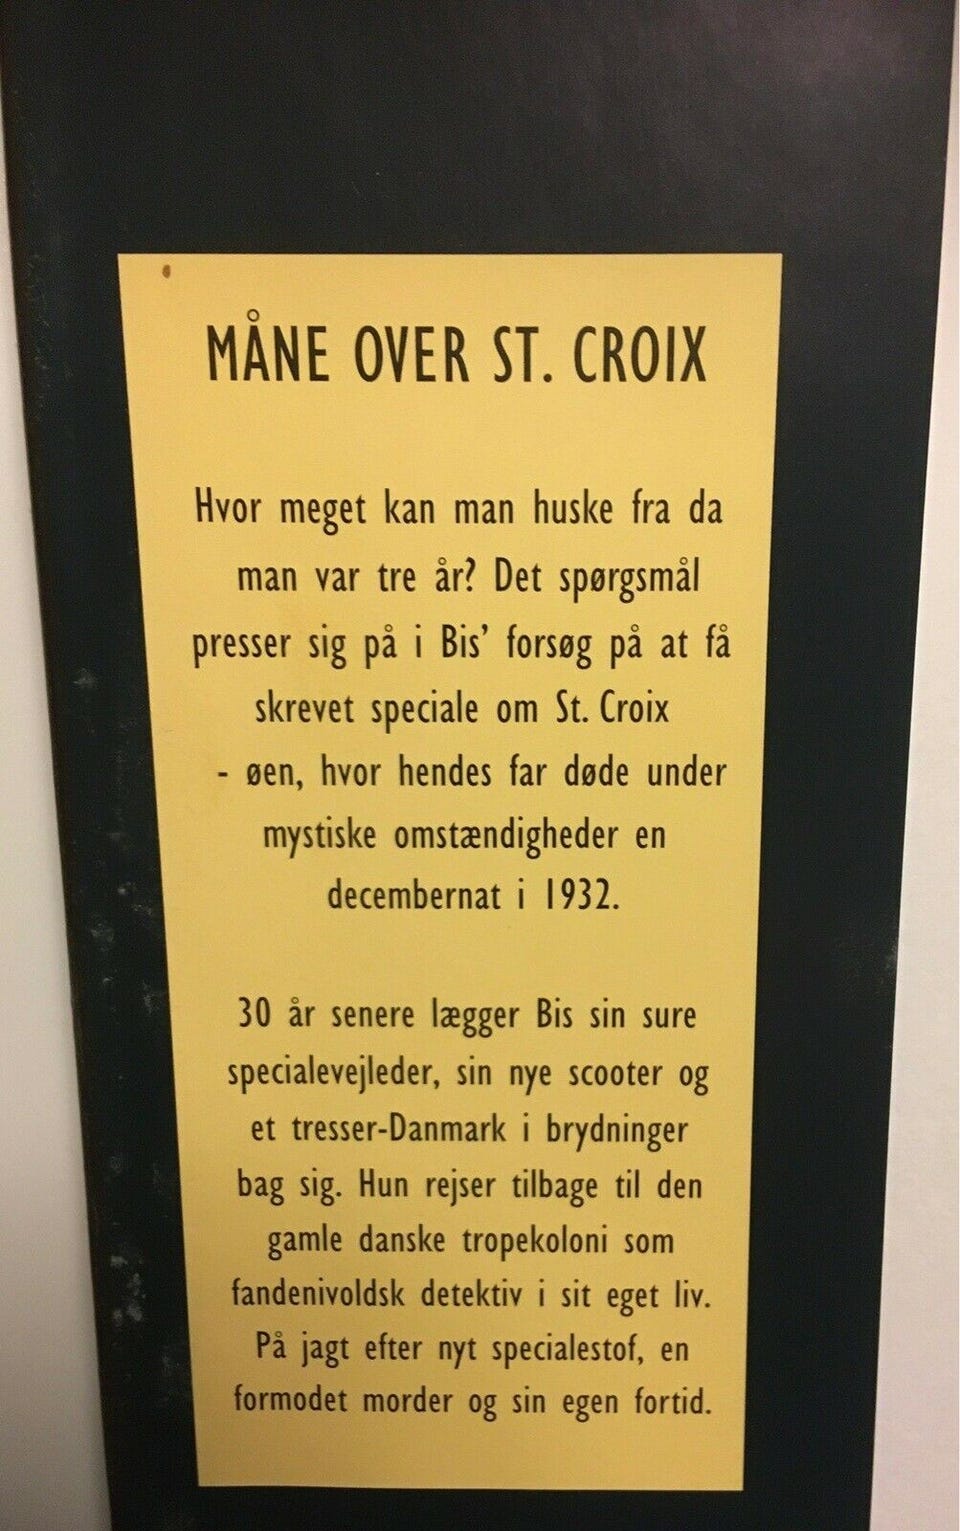 MÅNE OVER ST. CROIX
Hvor meget kan man huske fra da
man var tre år? Det spørgsmål
presser sig på i Bis’ forsøg på at få
skrevet speciale om St. Croix
- øen, hvor hendes far døde under
mystiske omstændigheder en
decembernat i 1932.
30 år senere lægger Bis sin sure
specialevejleder, sin nye scooter og
et tresser-Danmark i brydninger
bag sig. Hun rejser tilbage til den
gamle danske tropekoloni som
fandenivoldsk detektiv i sit eget liv.
På jagt efter nyt specialestof, en
formodet morder og sin egen fortid.